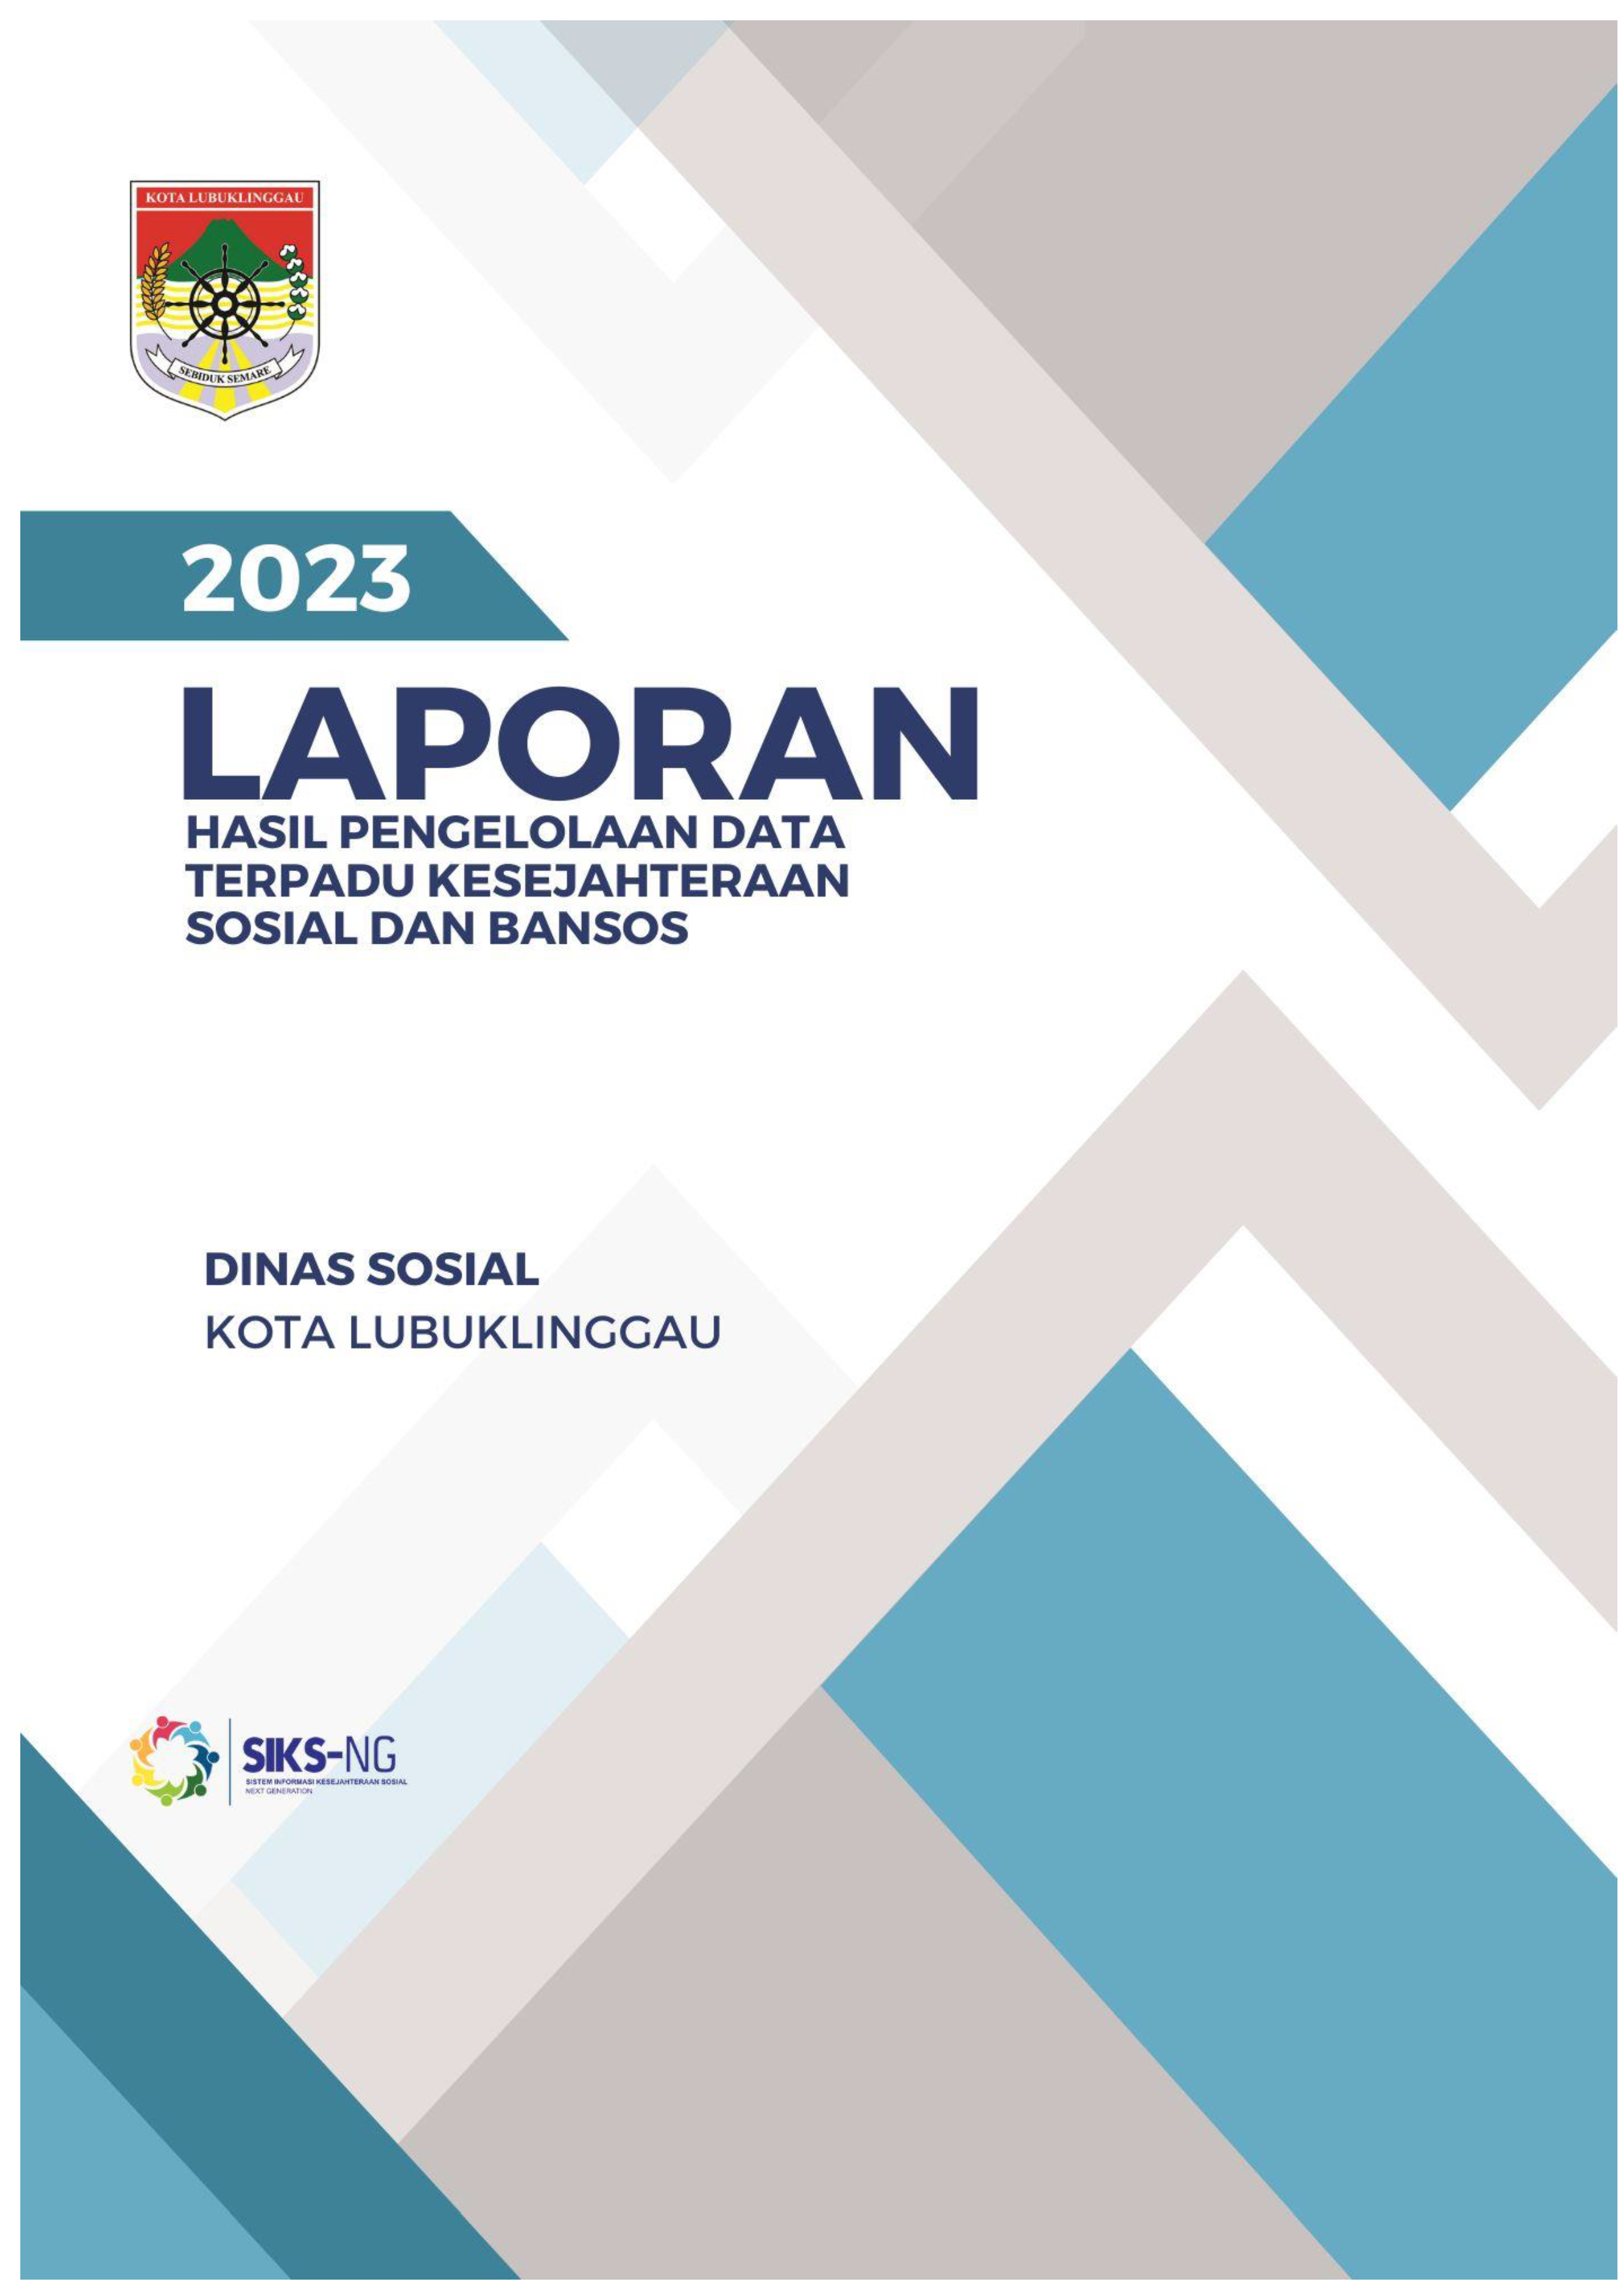 KOTA LUBUKLINGGAU
SEBIDUK SEMARE
2023
LAPORAN
HASIL PENGELOLAAN DATA
TERPADU KESEJAHTERAAN
SOSIAL DAN BANSOS
DINAS SOSIAL
KOTA LUBUKLINGGAU
SIKS-NG
SISTEM INFORMASI KESEJAHTERAAN SOSIAL
NEXT GENERATION